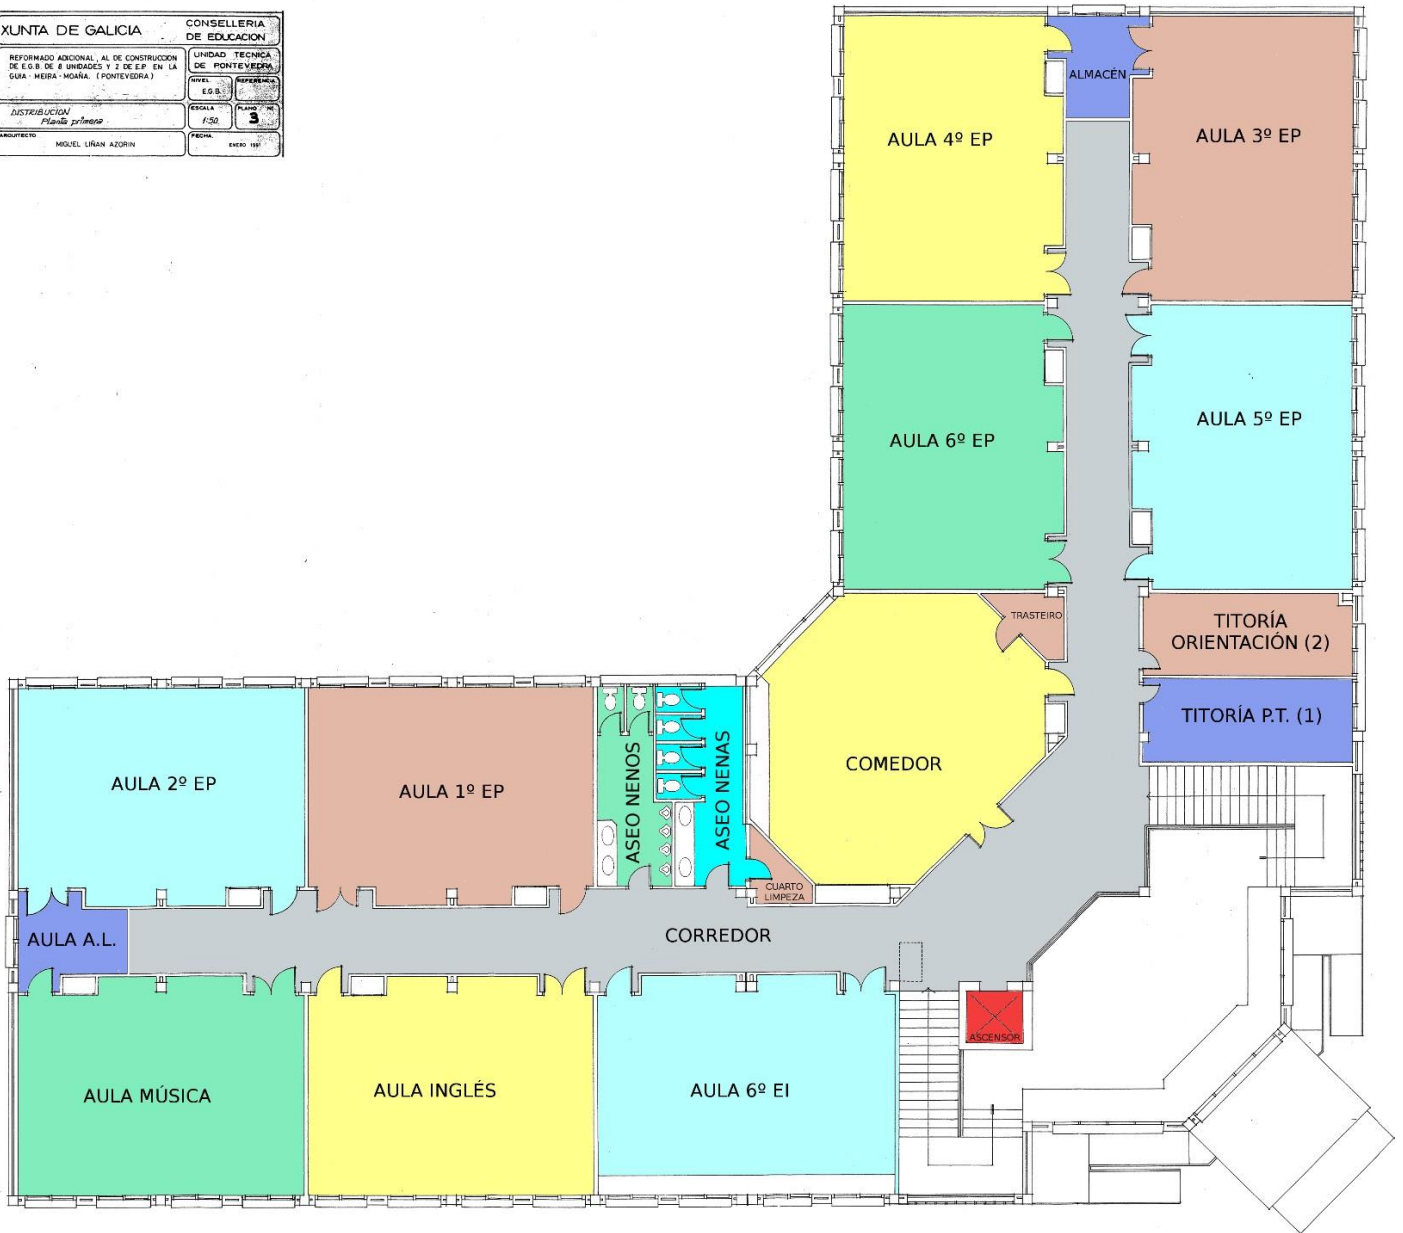 XUNTA DE GALICIA
CONSELLERIA
DE EDUCACION
REFORMADO ADICIONAL, AL DE CONSTRUCCION
DE E.G.B. DE 8 UNIDADES Y 2 DE E.P. EN LA
GUIA - MEIRA - MOAÑA. (PONTEVEDRA)
UNIDAD TECNICA
DE PONTEVEDRA
NIVEL
E.G.B.
REFERENCIA
DISTRIBUCION
Planta primera
ESCALA
1:50
PLANO Nº
3
ARQUITECTO
MIGUEL LIÑAN AZORIN
FECHA
ENERO 1981
ALMACÉN
AULA 4º EP
AULA 3º EP
AULA 6º EP
AULA 5º EP
TRASTEIRO
TITORÍA
ORIENTACIÓN (2)
TITORÍA P.T. (1)
COMEDOR
AULA 2º EP
AULA 1º EP
ASEO NENOS
ASEO NENAS
CUARTO
LIMPEZA
AULA A.L.
CORREDOR
ASCENSOR
AULA MÚSICA
AULA INGLÉS
AULA 6º EI